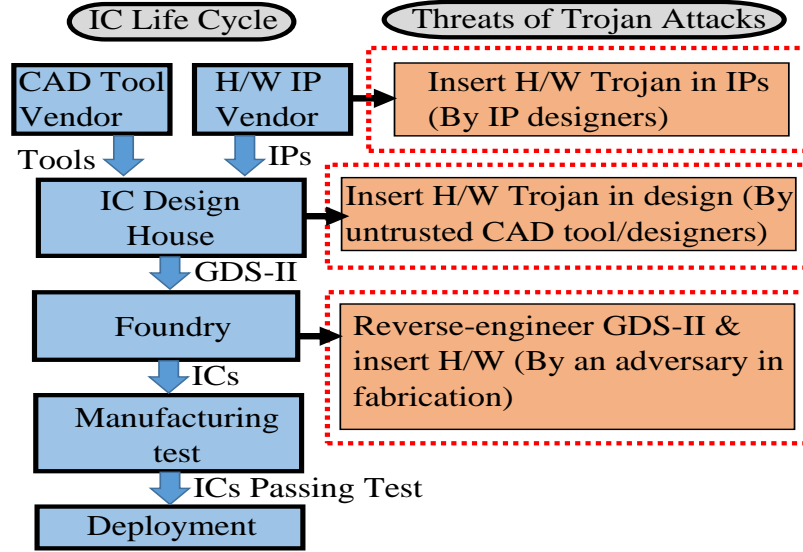 IC Life Cycle
Threats of Trojan Attacks
CAD Tool
Vendor
H/W IP
Vendor
Insert H/W Trojan in IPs
(By IP designers)
Tools
IPs
IC Design
House
Insert H/W Trojan in design (By
untrusted CAD tool/designers)
GDS-II
Foundry
Reverse-engineer GDS-II &
insert H/W (By an adversary in
fabrication)
ICs
Manufacturing
test
ICs Passing Test
Deployment